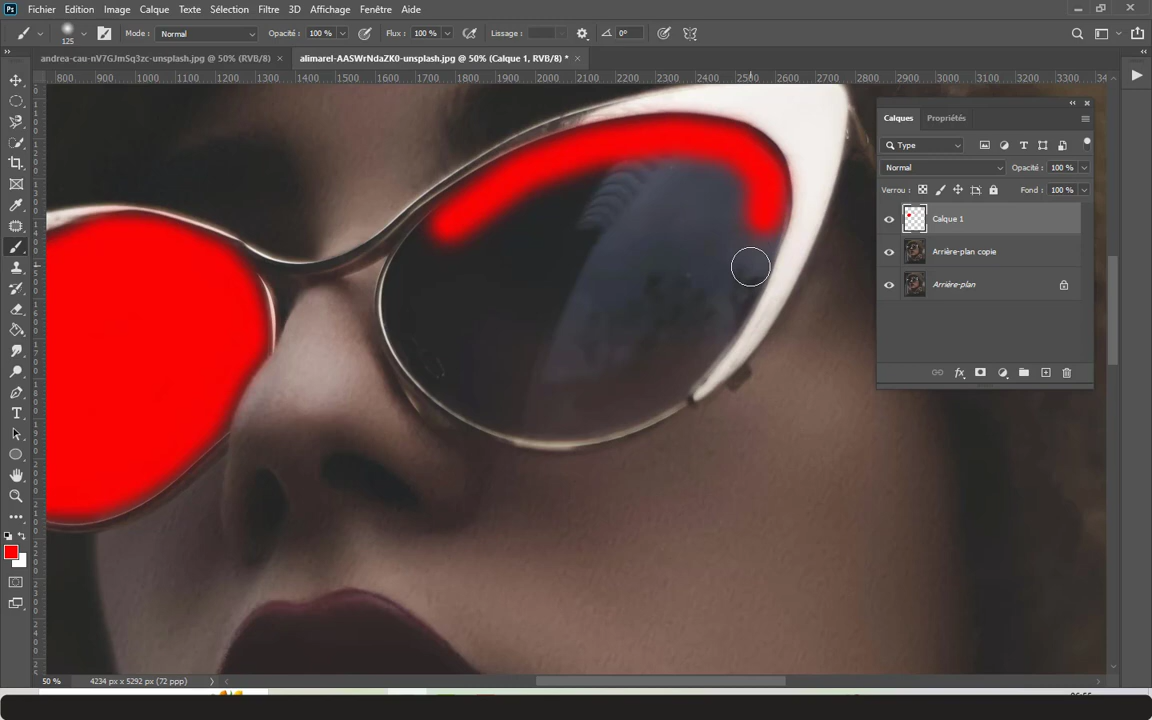 Ps Fichier Edition Image Calque Texte Sélection Filtre 3D Affichage Fenêtre Aide
125 Mode : Normal Opacité : 100 % Flux : 100 % Lissage : 0°
andrea-cau-nV7GJmSq3zc-unsplash.jpg @ 50% (RVB/8) × alimarel-AASWrNdaZK0-unsplash.jpg @ 50% (Calque 1, RVB/8) * ×
800 900 1000 1100 1200 1300 1400 1500 1600 1700 1800 1900 2000 2100 2200 2300 2400 2500 2600 2700 2800 2900 3000 3100 3200 3300 34
Calques Propriétés
Type
Normal Opacité : 100 %
Verrou : Fond : 100 %
Calque 1
Arrière-plan copie
Arrière-plan
50 % 4234 px x 5292 px (72 ppp)